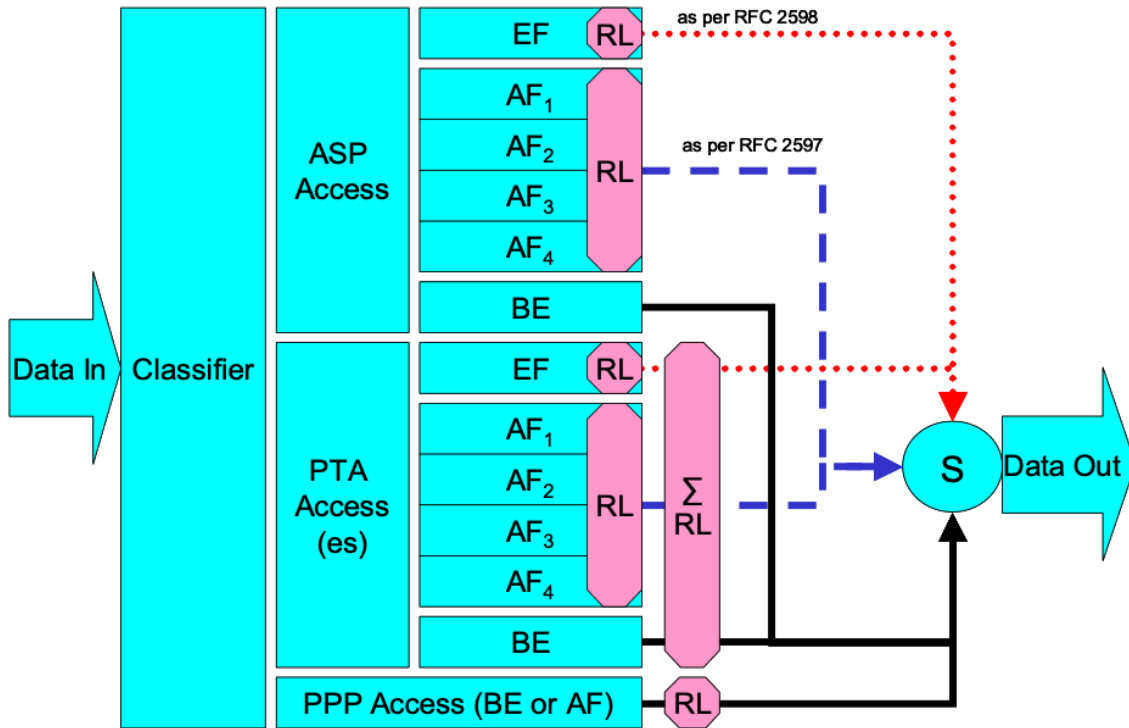 as per RFC 2598
EF
RL
AF₁
AF₂
AF₃
AF₄
RL
as per RFC 2597
ASP
Access
BE
Data In
Classifier
EF
RL
AF₁
AF₂
AF₃
AF₄
RL
PTA
Access
(es)
Σ
RL
S
Data Out
BE
PPP Access (BE or AF)
RL